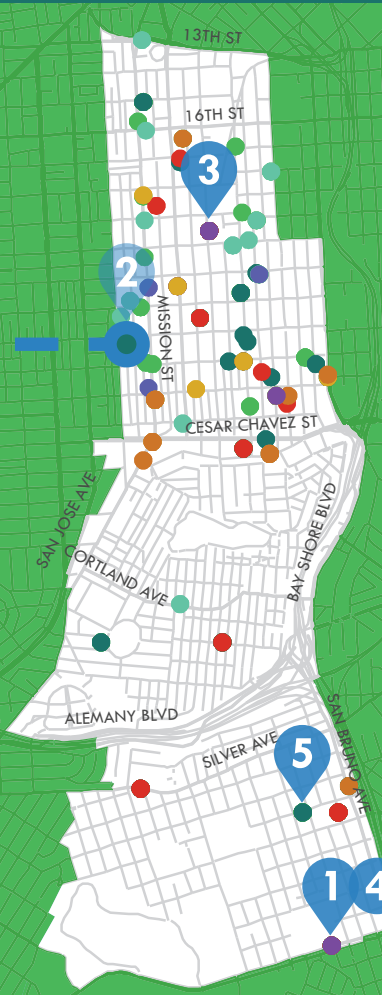 13TH ST
16TH ST
3
2
MISSION ST
CESAR CHAVEZ ST
SAN JOSE AVE
BAY SHORE BLVD
CORTLAND AVE
ALEMANY BLVD
SAN BRUNO AVE
SILVER AVE
5
1
4